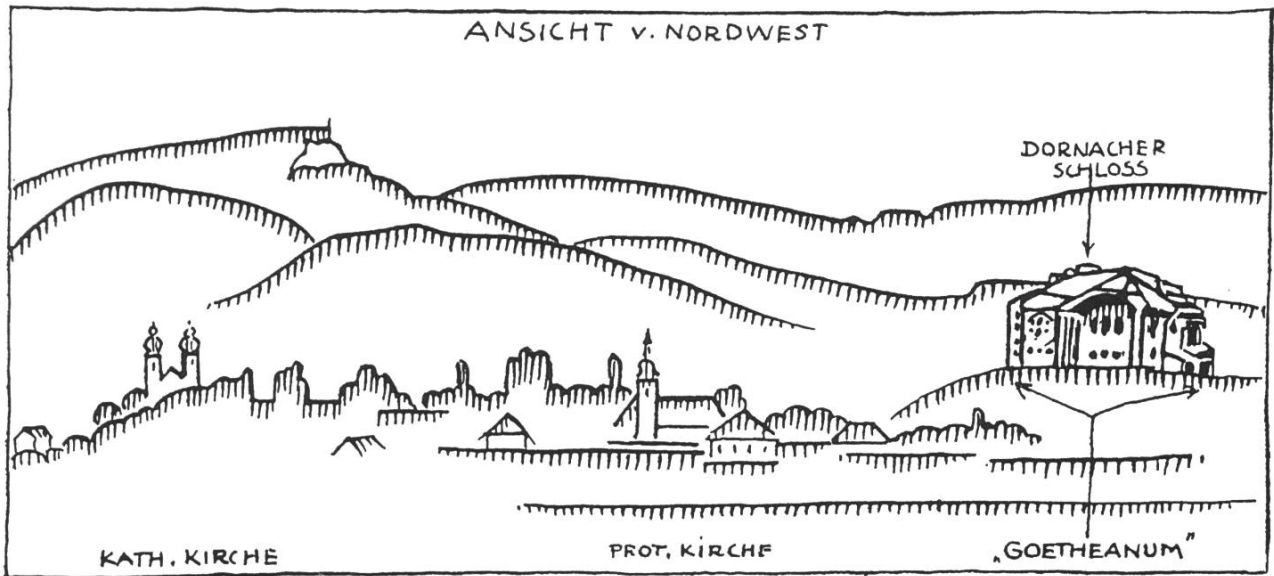 ANSICHT v. NORDWEST
DORNACHER
SCHLOSS
KATH. KIRCHE
PROT. KIRCHE
„GOETHEANUM"